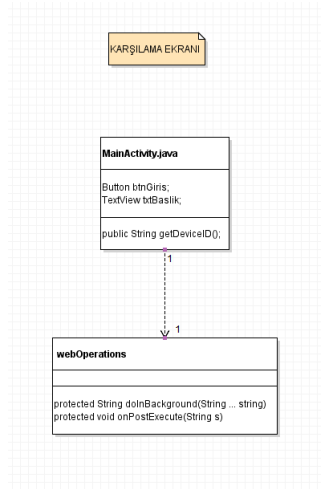 KARŞILAMA EKRANI
MainActivity.java
Button btnGiris;
TextView txtBaslik;
public String getDeviceID();
1
1
webOperations
protected String doInBackground(String ... string)
protected void onPostExecute(String s)